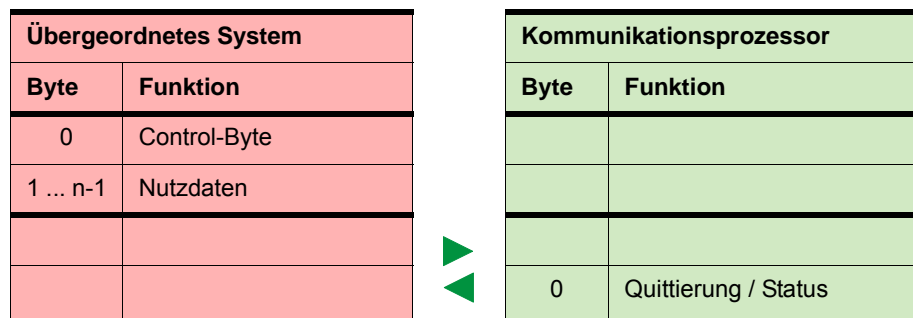 Übergeordnetes System
Kommunikationsprozessor
Byte Funktion
Byte Funktion
0 Control-Byte
1 ... n-1 Nutzdaten
0 Quittierung / Status